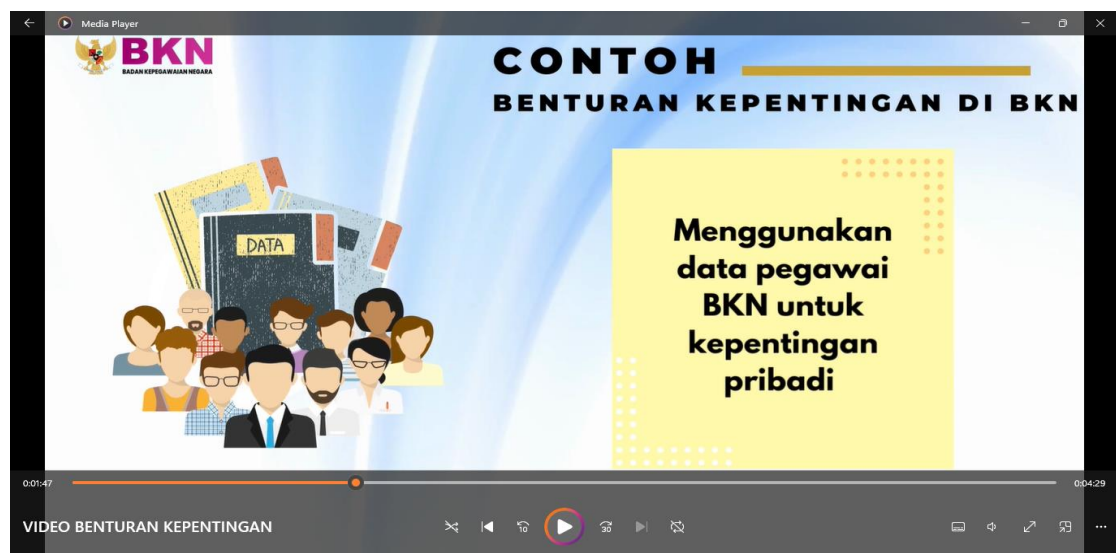 Media Player
BKN
BADAN KEPEGAWAIAN NEGARA
CONTOH
BENTURAN KEPENTINGAN DI BKN
DATA
Menggunakan
data pegawai
BKN untuk
kepentingan
pribadi
0:01:47
0:04:29
VIDEO BENTURAN KEPENTINGAN
10
30